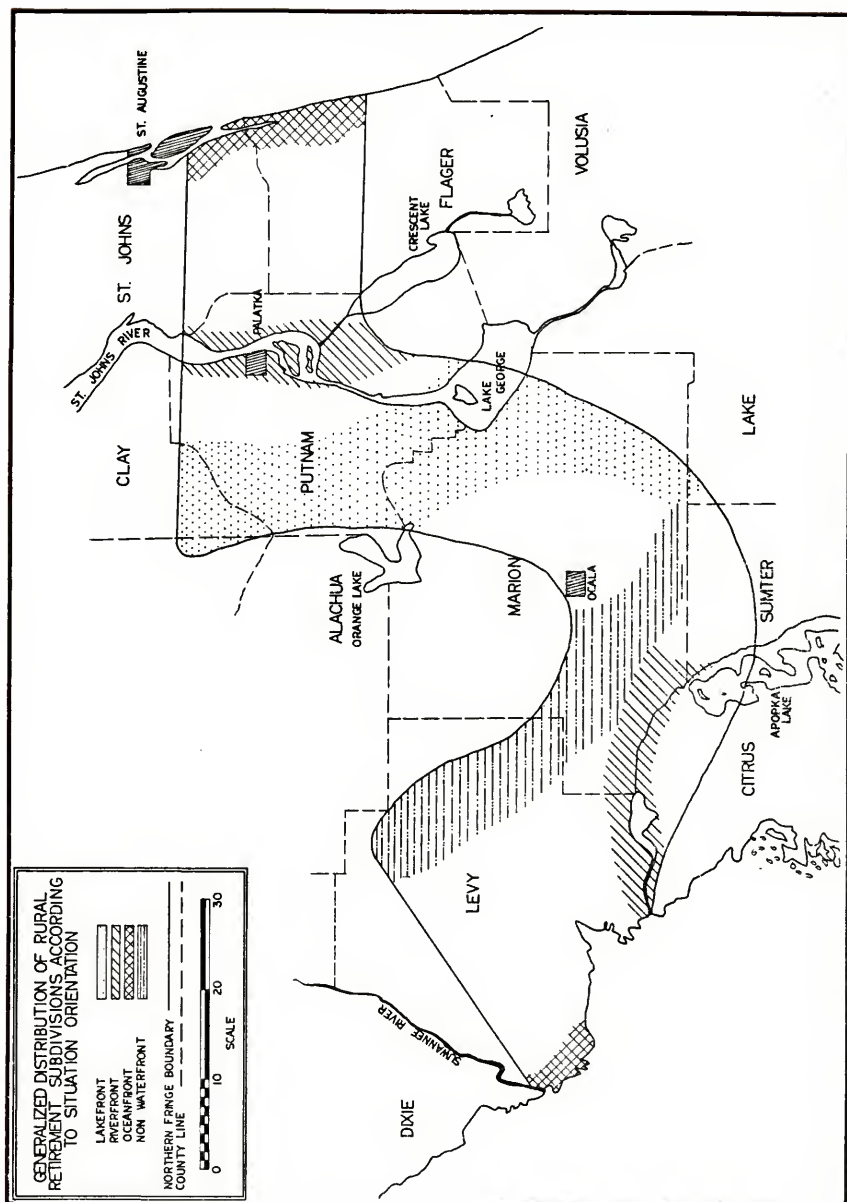 GENERALIZED DISTRIBUTION OF RURAL
RETIREMENT SUBDIVISIONS ACCORDING
TO SITUATION ORIENTATION
LAKEFRONT
RIVERFRONT
OCEANFRONT
NON WATERFRONT
NORTHERN FRINGE BOUNDARY
COUNTY LINE
0 10 20 30
SCALE
ST. AUGUSTINE
ST. JOHNS
ST. JOHNS RIVER
CLAY
PALATKA
PUTNAM
CRESCENT
LAKE
FLAGER
VOLUSIA
LAKE
GEORGE
ALACHUA
ORANGE LAKE
MARION
OCALA
LAKE
SUMTER
APOPKA
LAKE
CITRUS
LEVY
SUWANNEE RIVER
DIXIE